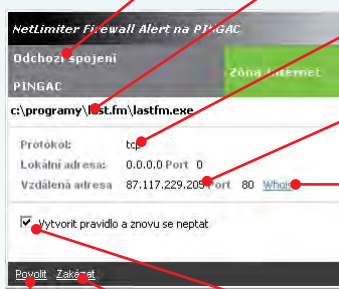 NetLimiter Firewall Alert na PINGAC
Odchozí spojení
PINGAC
Zóna Internet
c:\programy\last.fm\lastfm.exe
Protokol: tcp
Lokální adresa: 0.0.0.0 Port 0
Vzdálená adresa 87.117.229.205 Port 80 Whois
Vytvorit pravidlo a znovu se neptat
Povolit Zakázat